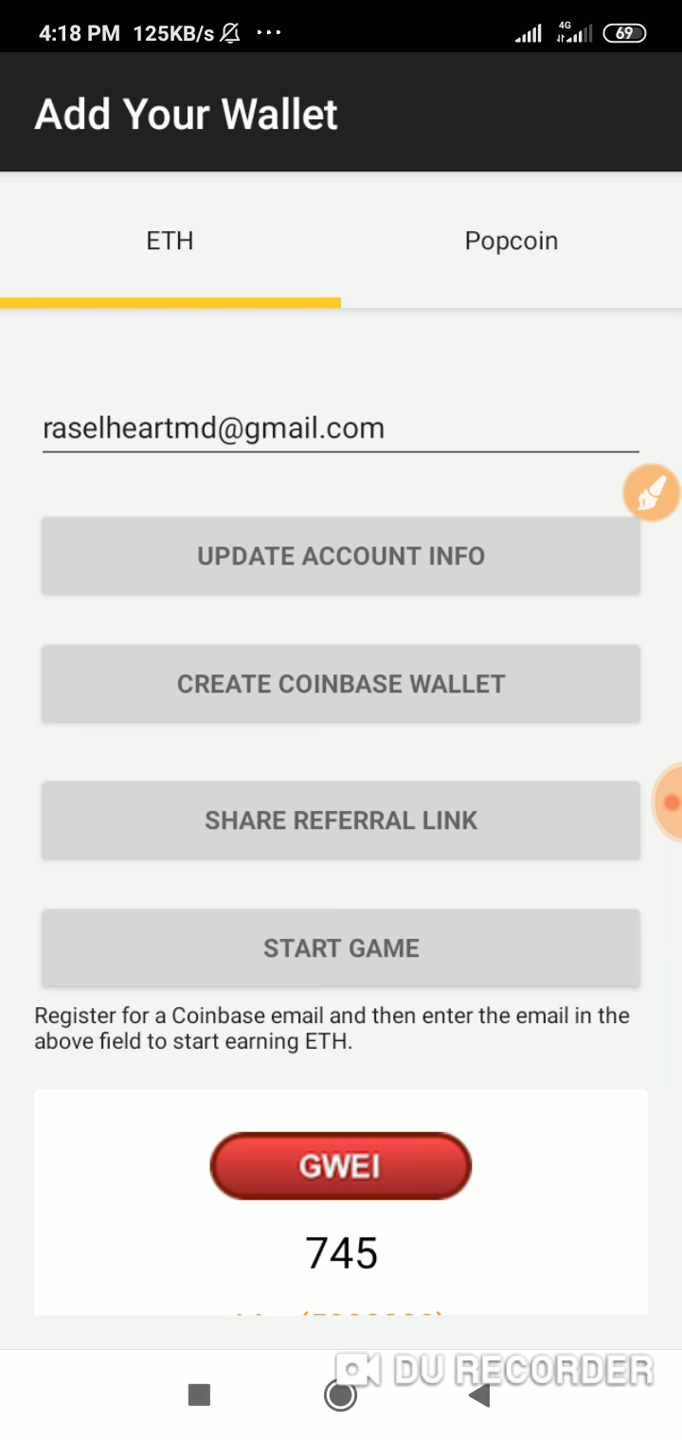 4:18 PM 125KB/s ... 4G 69
Add Your Wallet
ETH Popcoin
raselheartmd@gmail.com
UPDATE ACCOUNT INFO
CREATE COINBASE WALLET
SHARE REFERRAL LINK
START GAME
Register for a Coinbase email and then enter the email in the
above field to start earning ETH.
GWEI
745
DU RECORDER